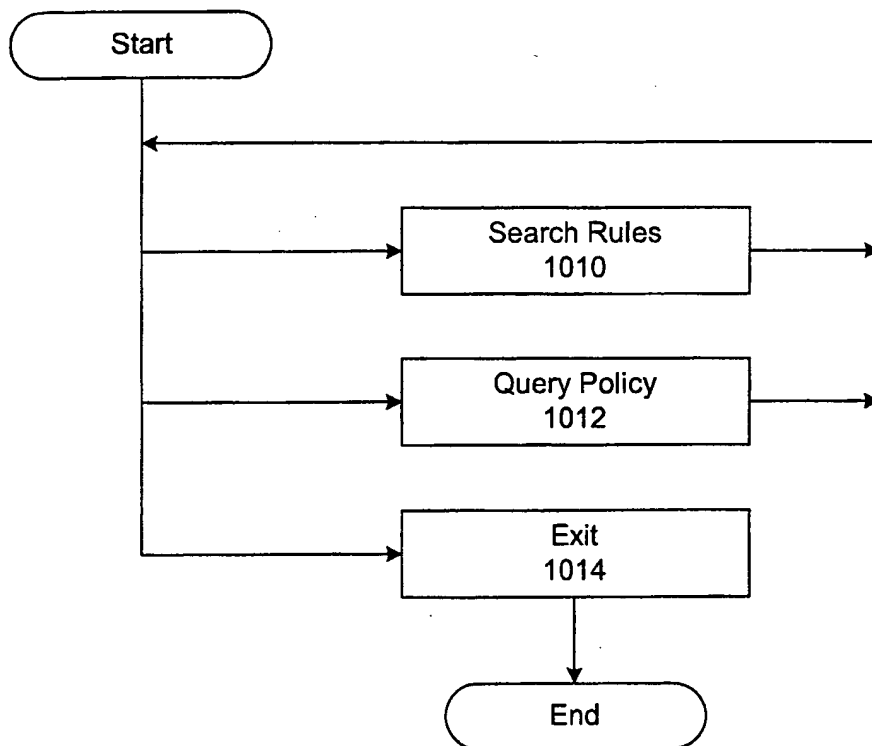 Start
Search Rules
1010
Query Policy
1012
Exit
1014
End